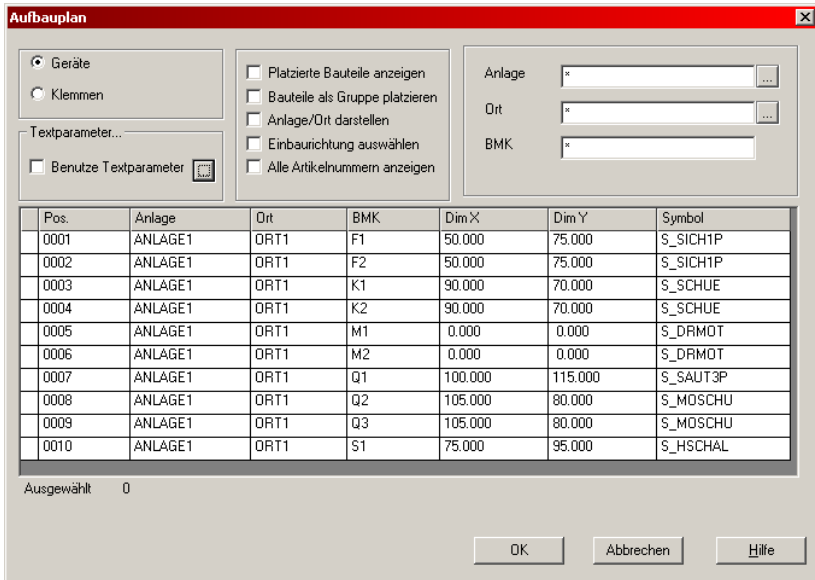 Aufbauplan
Geräte
Klemmen
Textparameter...
Benutze Textparameter
Platzierte Bauteile anzeigen
Bauteile als Gruppe platzieren
Anlage/Ort darstellen
Einbaurichtung auswählen
Alle Artikelnummern anzeigen
Anlage * ...
Ort * ...
BMK *
Pos. Anlage Ort BMK Dim X Dim Y Symbol
0001 ANLAGE1 ORT1 F1 50.000 75.000 S_SICH1P
0002 ANLAGE1 ORT1 F2 50.000 75.000 S_SICH1P
0003 ANLAGE1 ORT1 K1 90.000 70.000 S_SCHUE
0004 ANLAGE1 ORT1 K2 90.000 70.000 S_SCHUE
0005 ANLAGE1 ORT1 M1 0.000 0.000 S_DRMOT
0006 ANLAGE1 ORT1 M2 0.000 0.000 S_DRMOT
0007 ANLAGE1 ORT1 Q1 100.000 115.000 S_SAUT3P
0008 ANLAGE1 ORT1 Q2 105.000 80.000 S_MOSCHU
0009 ANLAGE1 ORT1 Q3 105.000 80.000 S_MOSCHU
0010 ANLAGE1 ORT1 S1 75.000 95.000 S_HSCHAL
Ausgewählt 0
OK Abbrechen Hilfe